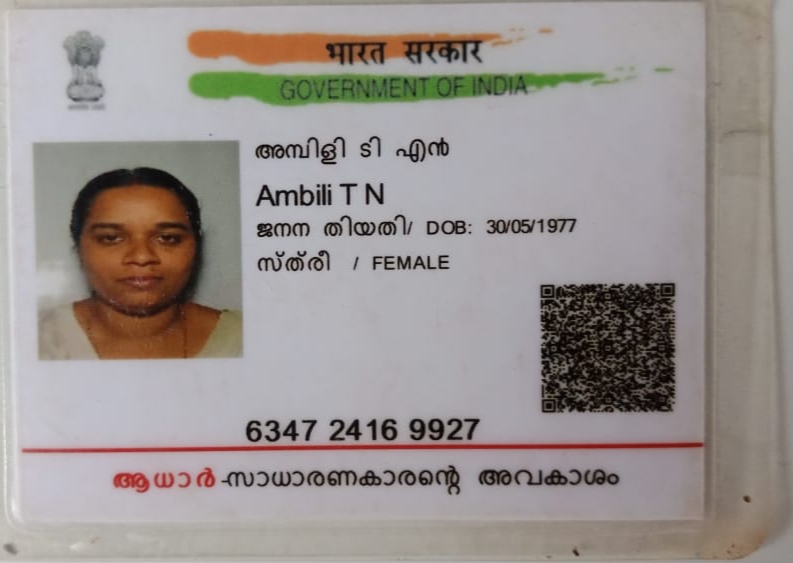 भारत सरकार
GOVERNMENT OF INDIA
അമ്പിളി ടി എൻ
Ambili T N
ജനന തിയതി/ DOB: 30/05/1977
സ്ത്രീ / FEMALE
6347 2416 9927
ആധാർ-സാധാരണകാരന്റെ അവകാശം